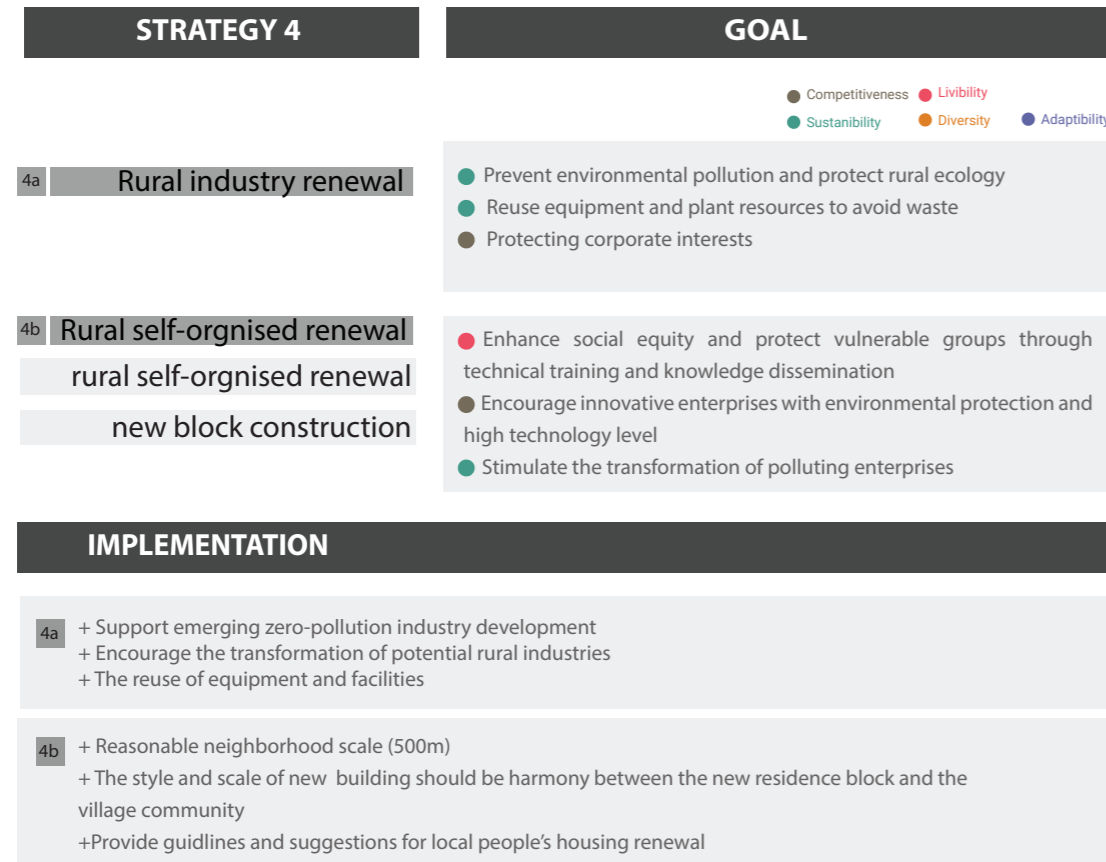 STRATEGY 4
GOAL
Competitiveness Livibility
Sustanibility Diversity Adaptibility
4a Rural industry renewal
Prevent environmental pollution and protect rural ecology
Reuse equipment and plant resources to avoid waste
Protecting corporate interests
4b Rural self-orgnised renewal
rural self-orgnised renewal
new block construction
Enhance social equity and protect vulnerable groups through
technical training and knowledge dissemination
Encourage innovative enterprises with environmental protection and
high technology level
Stimulate the transformation of polluting enterprises
IMPLEMENTATION
4a + Support emerging zero-pollution industry development
+ Encourage the transformation of potential rural industries
+ The reuse of equipment and facilities
4b + Reasonable neighborhood scale (500m)
+ The style and scale of new building should be harmony between the new residence block and the
village community
+Provide guidlines and suggestions for local people's housing renewal